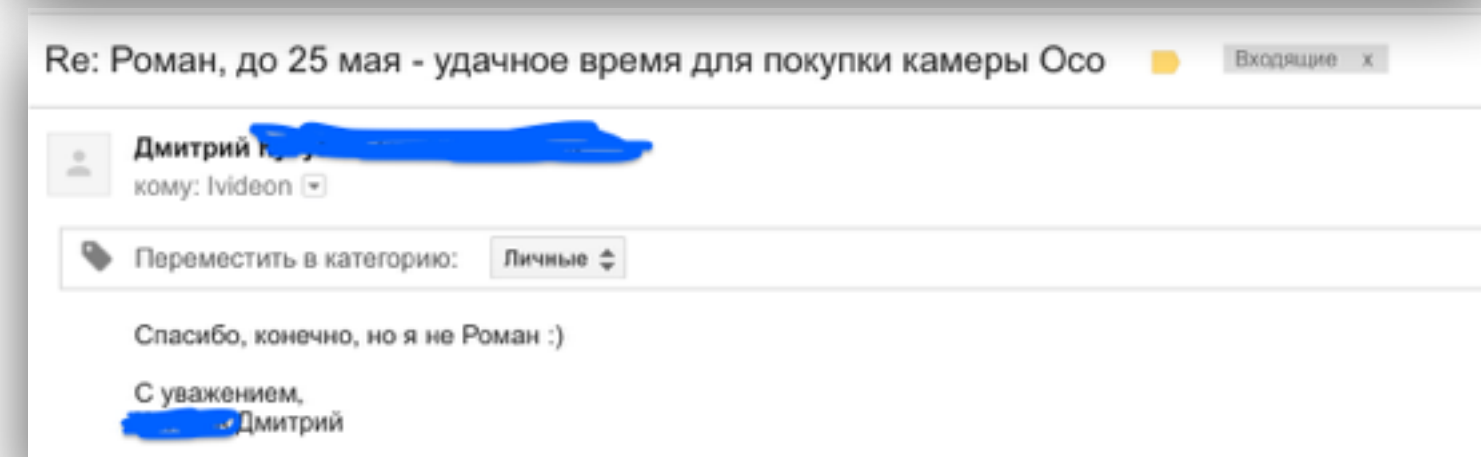 Re: Роман, до 25 мая - удачное время для покупки камеры Oco
Входящие x
Дмитрий
кому: Ivideon
Переместить в категорию: Личные
Спасибо, конечно, но я не Роман :)
С уважением,
Дмитрий